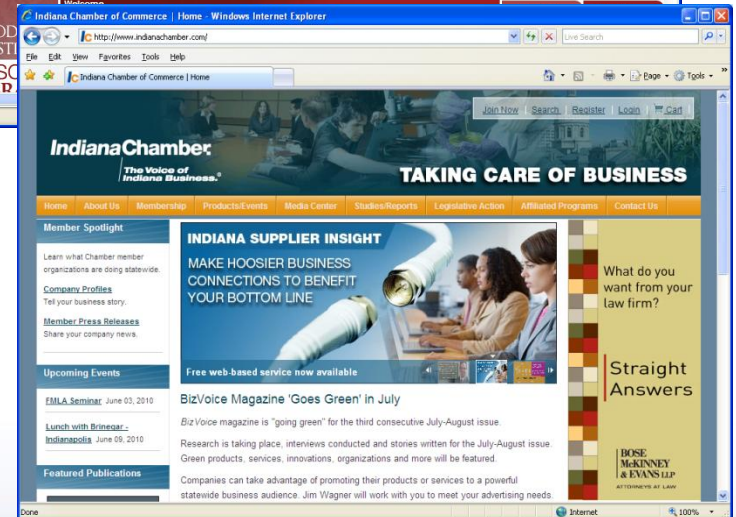 Welcome
OD
STE
SC
RA
Indiana Chamber of Commerce | Home - Windows Internet Explorer
http://www.indianachamber.com/
Live Search
File Edit View Favorites Tools Help
Indiana Chamber of Commerce | Home
Page Tools
Join Now | Search | Register | Login | Cart
IndianaChamber
The Voice of
Indiana Business.®
TAKING CARE OF BUSINESS
Home About Us Membership Products/Events Media Center Studies/Reports Legislative Action Affiliated Programs Contact Us
Member Spotlight
Learn what Chamber member
organizations are doing statewide.
Company Profiles
Tell your business story.
Member Press Releases
Share your company news.
Upcoming Events
FMLA Seminar June 03, 2010
Lunch with Brinegar -
Indianapolis June 09, 2010
Featured Publications
INDIANA SUPPLIER INSIGHT
MAKE HOOSIER BUSINESS
CONNECTIONS TO BENEFIT
YOUR BOTTOM LINE
Free web-based service now available
BizVoice Magazine 'Goes Green' in July
BizVoice magazine is "going green" for the third consecutive July-August issue.
Research is taking place, interviews conducted and stories written for the July-August issue.
Green products, services, innovations, organizations and more will be featured.
Companies can take advantage of promoting their products or services to a powerful
statewide business audience. Jim Wagner will work with you to meet your advertising needs.
What do you
want from your
law firm?
Straight
Answers
BOSE
McKINNEY
& EVANS LLP
ATTORNEYS AT LAW
Done
Internet
100%